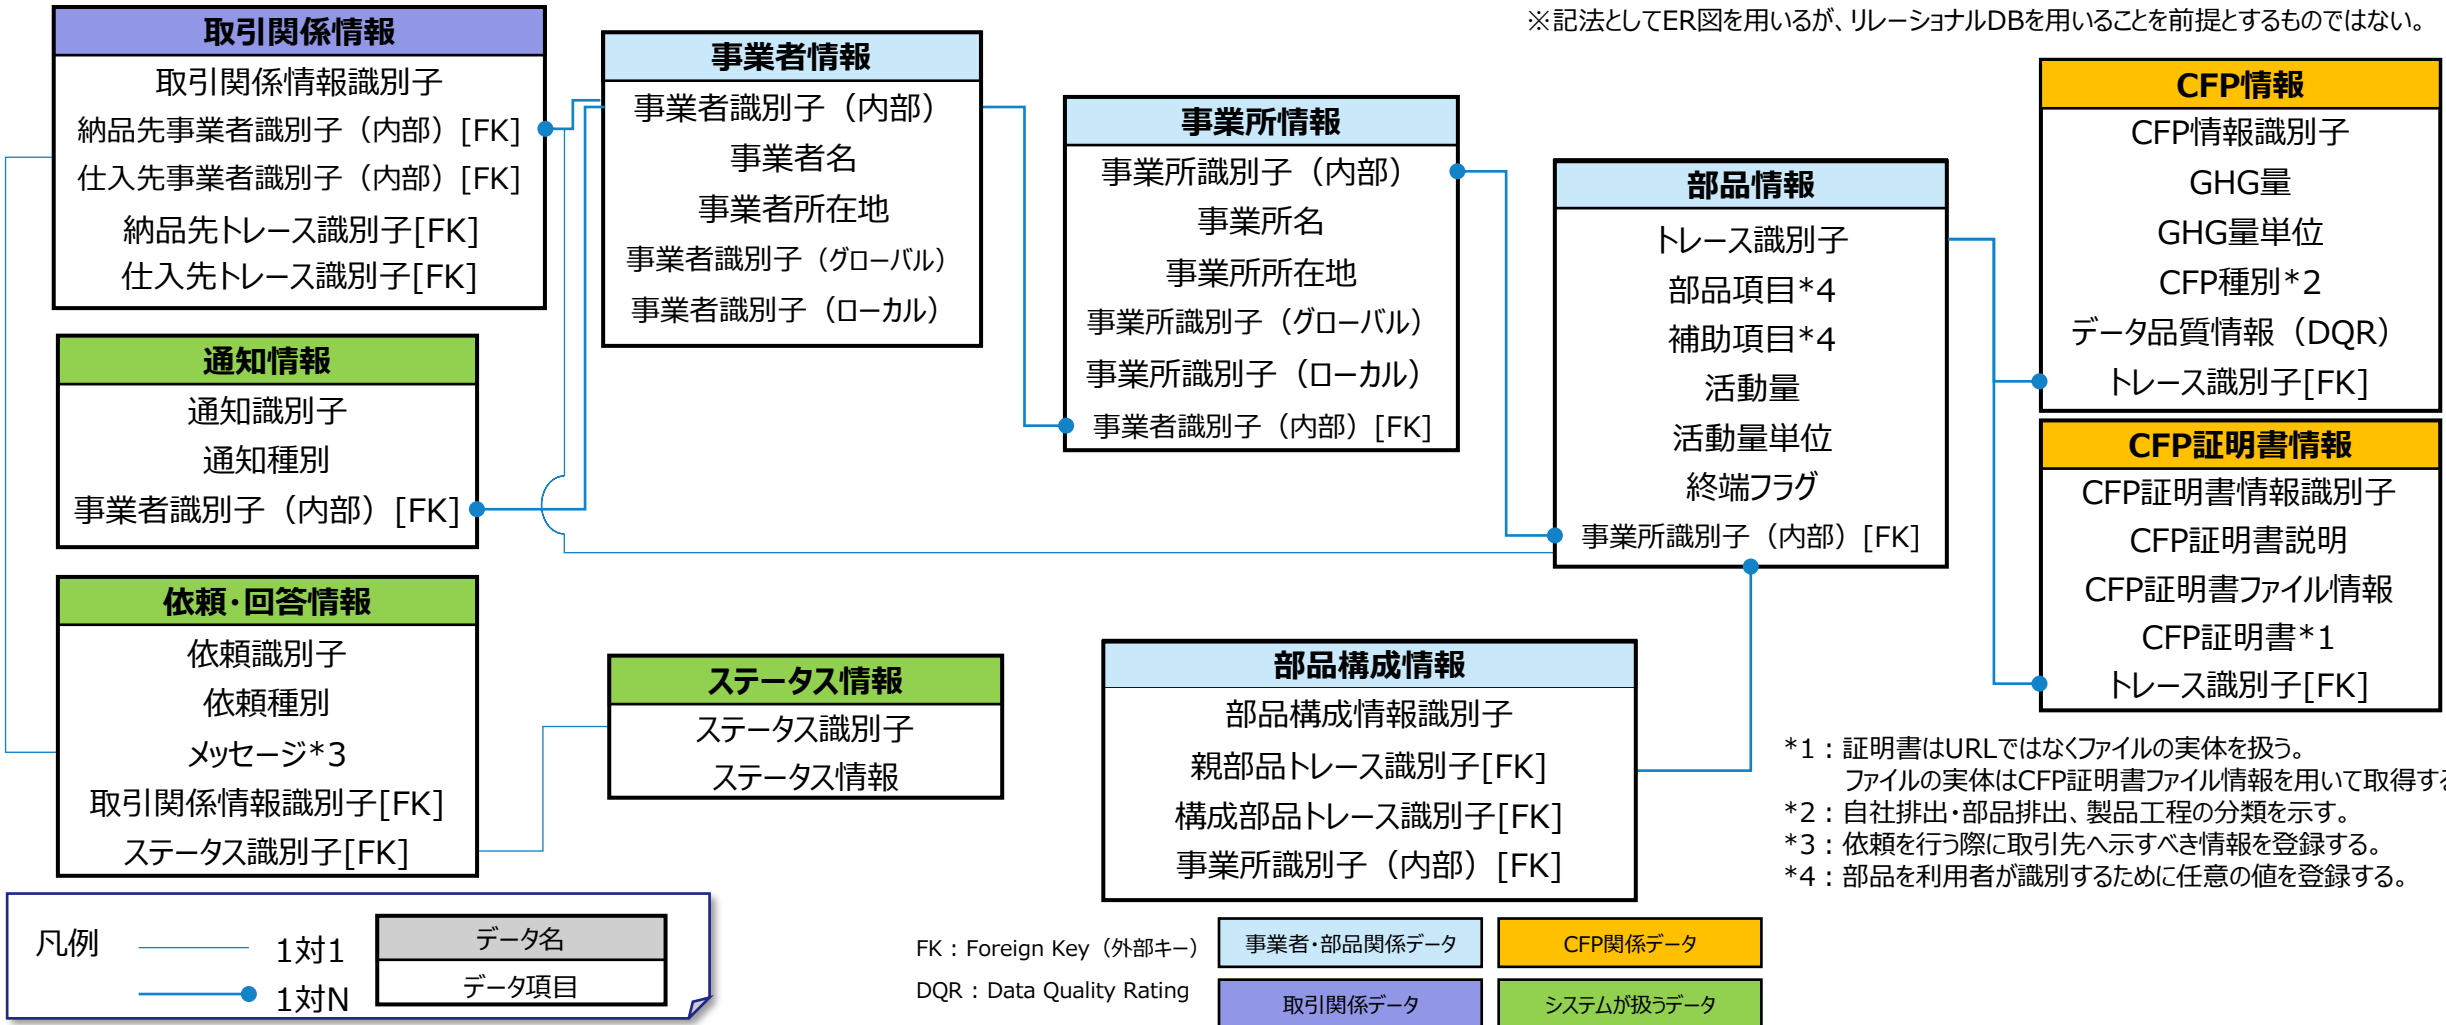 ※記法としてER図を用いるが、リレーショナルDBを用いることを前提とするものではない。
取引関係情報
取引関係情報識別子
納品先事業者識別子（内部）[FK]
仕入先事業者識別子（内部）[FK]
納品先トレース識別子[FK]
仕入先トレース識別子[FK]
通知情報
通知識別子
通知種別
事業者識別子（内部）[FK]
依頼・回答情報
依頼識別子
依頼種別
メッセージ*3
取引関係情報識別子[FK]
ステータス識別子[FK]
事業者情報
事業者識別子（内部）
事業者名
事業者所在地
事業者識別子（グローバル）
事業者識別子（ローカル）
ステータス情報
ステータス識別子
ステータス情報
事業所情報
事業所識別子（内部）
事業所名
事業所所在地
事業所識別子（グローバル）
事業所識別子（ローカル）
事業者識別子（内部）[FK]
部品構成情報
部品構成情報識別子
親部品トレース識別子[FK]
構成部品トレース識別子[FK]
事業所識別子（内部）[FK]
部品情報
トレース識別子
部品項目*4
補助項目*4
活動量
活動量単位
終端フラグ
事業所識別子（内部）[FK]
CFP情報
CFP情報識別子
GHG量
GHG量単位
CFP種別*2
データ品質情報（DQR）
トレース識別子[FK]
CFP証明書情報
CFP証明書情報識別子
CFP証明書説明
CFP証明書ファイル情報
CFP証明書*1
トレース識別子[FK]
*1：証明書はURLではなくファイルの実体を扱う。
ファイルの実体はCFP証明書ファイル情報を用いて取得する
*2：自社排出・部品排出、製品工程の分類を示す。
*3：依頼を行う際に取引先へ示すべき情報を登録する。
*4：部品を利用者が識別するために任意の値を登録する。
凡例
1対1
1対N
データ名
データ項目
FK：Foreign Key（外部キー）
DQR：Data Quality Rating
事業者・部品関係データ
CFP関係データ
取引関係データ
システムが扱うデータ